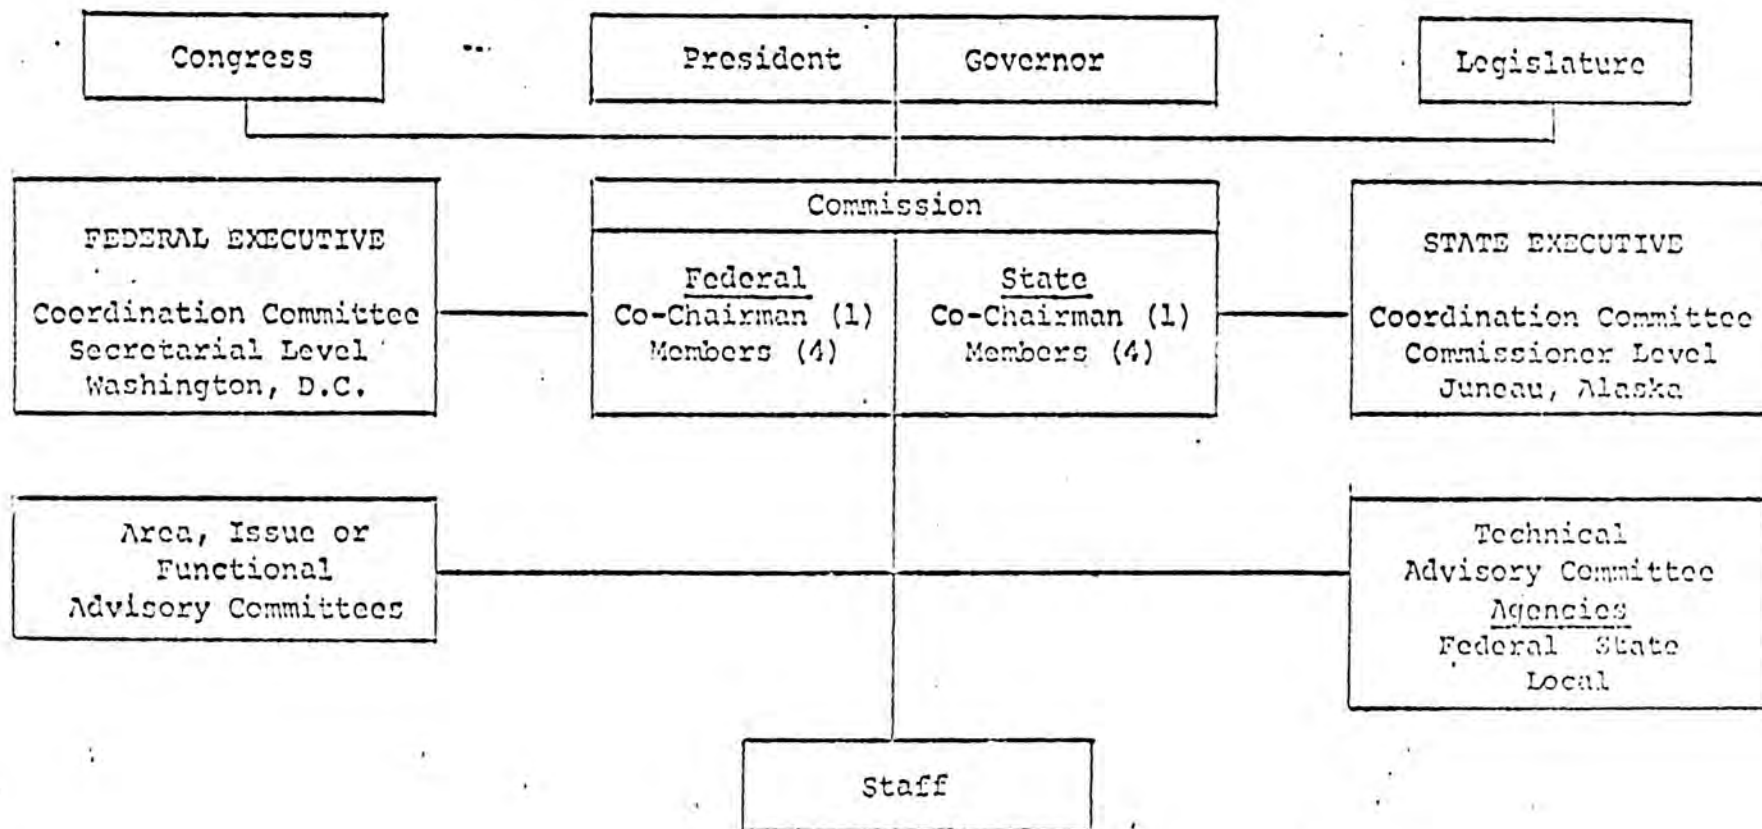 Congress
President Governor
Legislature
FEDERAL EXECUTIVE
Coordination Committee
Secretarial Level
Washington, D.C.
Commission
Federal
Co-Chairman (1)
Members (4)
State
Co-Chairman (1)
Members (4)
STATE EXECUTIVE
Coordination Committee
Commissioner Level
Juneau, Alaska
Area, Issue or
Functional
Advisory Committees
Technical
Advisory Committee
Agencies
Federal State
Local
Staff